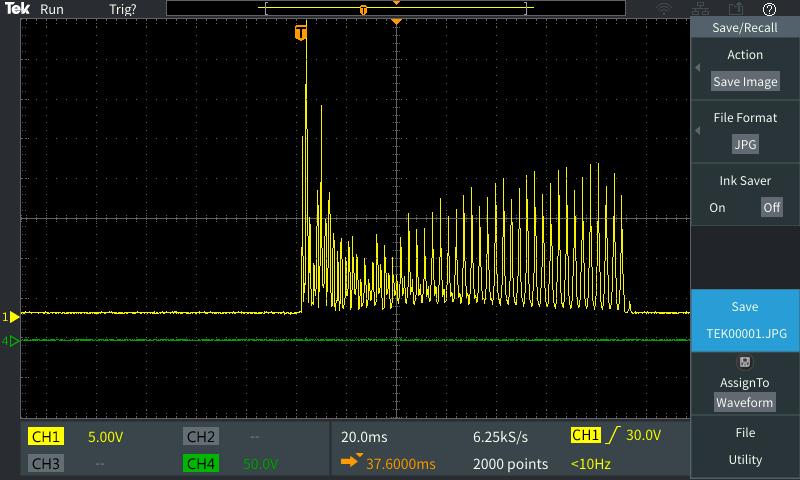 Tek Run Trig?
T
T
Save/Recall
Action
Save Image
File Format
JPG
Ink Saver
On Off
1
4
Save
TEK00001.JPG
AssignTo
Waveform
File
Utility
CH1 5.00V CH2 -- 20.0ms 6.25kS/s CH1 30.0V
CH3 -- CH4 50.0V 37.6000ms 2000 points <10Hz